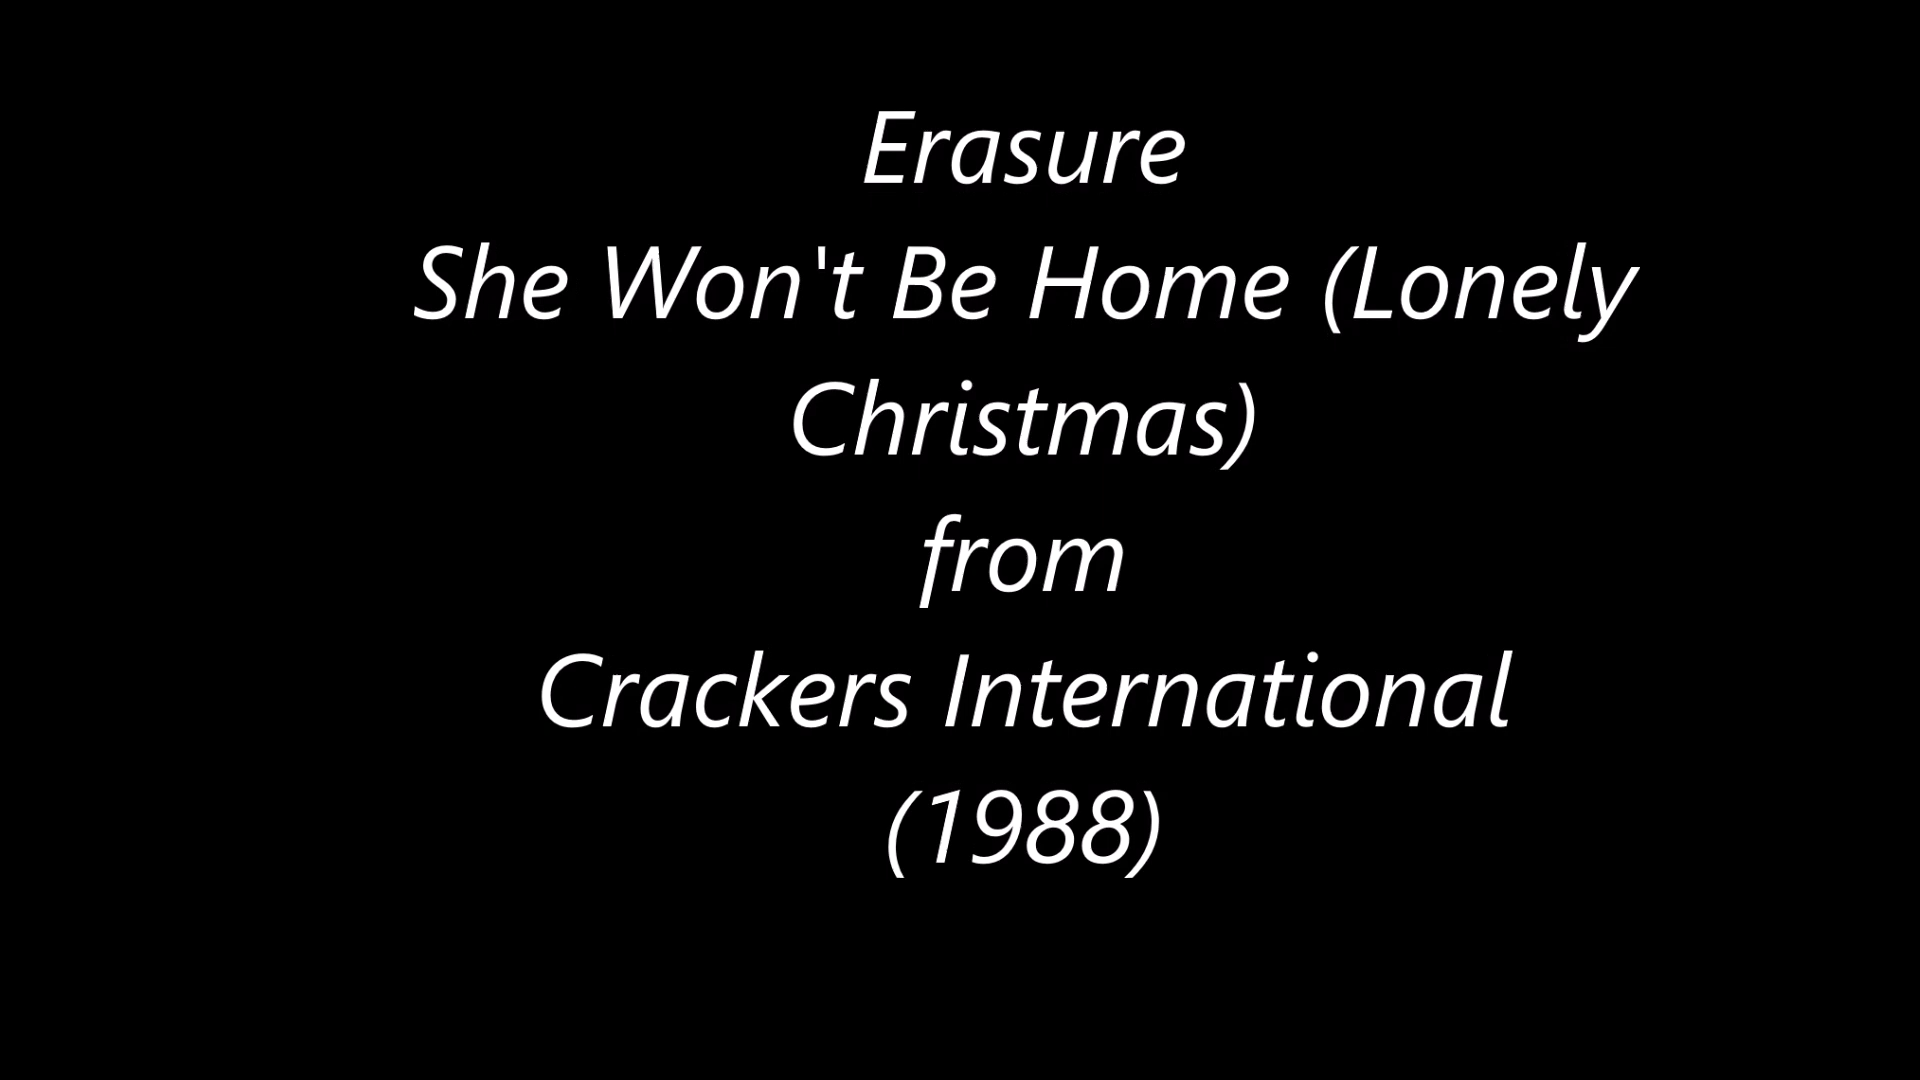 Erasure
She Won't Be Home (Lonely
Christmas)
from
Crackers International
(1988)